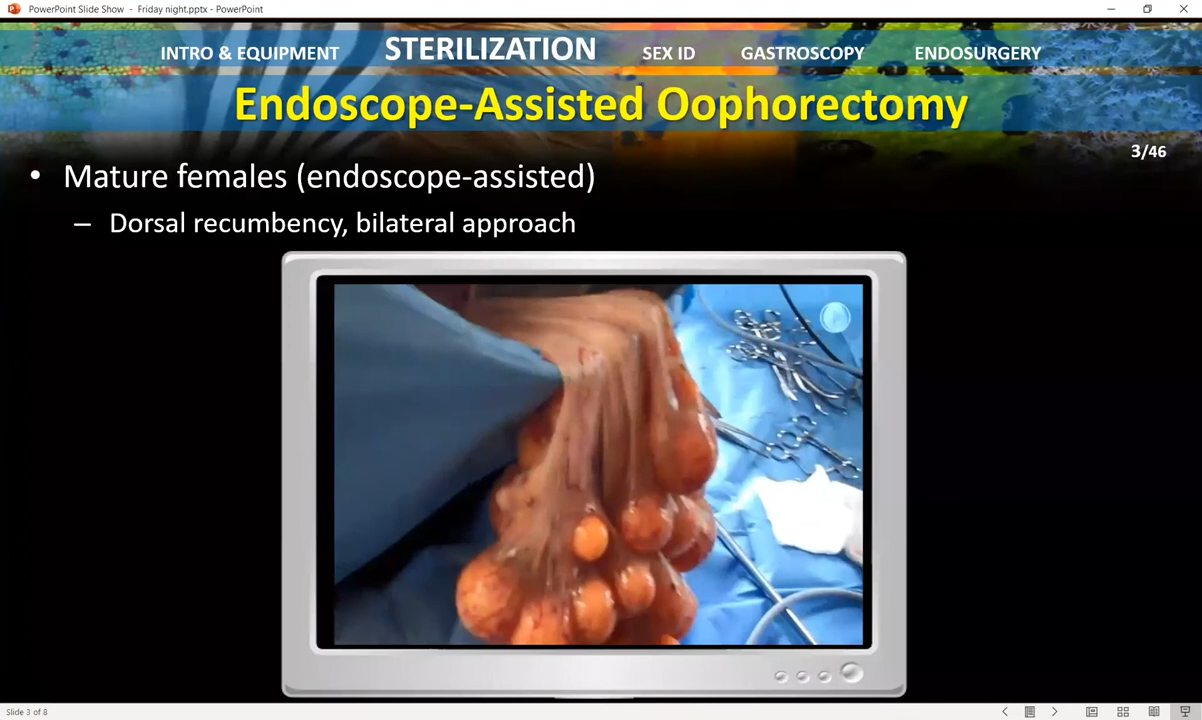 PowerPoint Slide Show - Friday night.pptx - PowerPoint
INTRO & EQUIPMENT STERILIZATION SEX ID GASTROSCOPY ENDOSURGERY
Endoscope-Assisted Oophorectomy
3/46
• Mature females (endoscope-assisted)
– Dorsal recumbency, bilateral approach
Slide 3 of 8